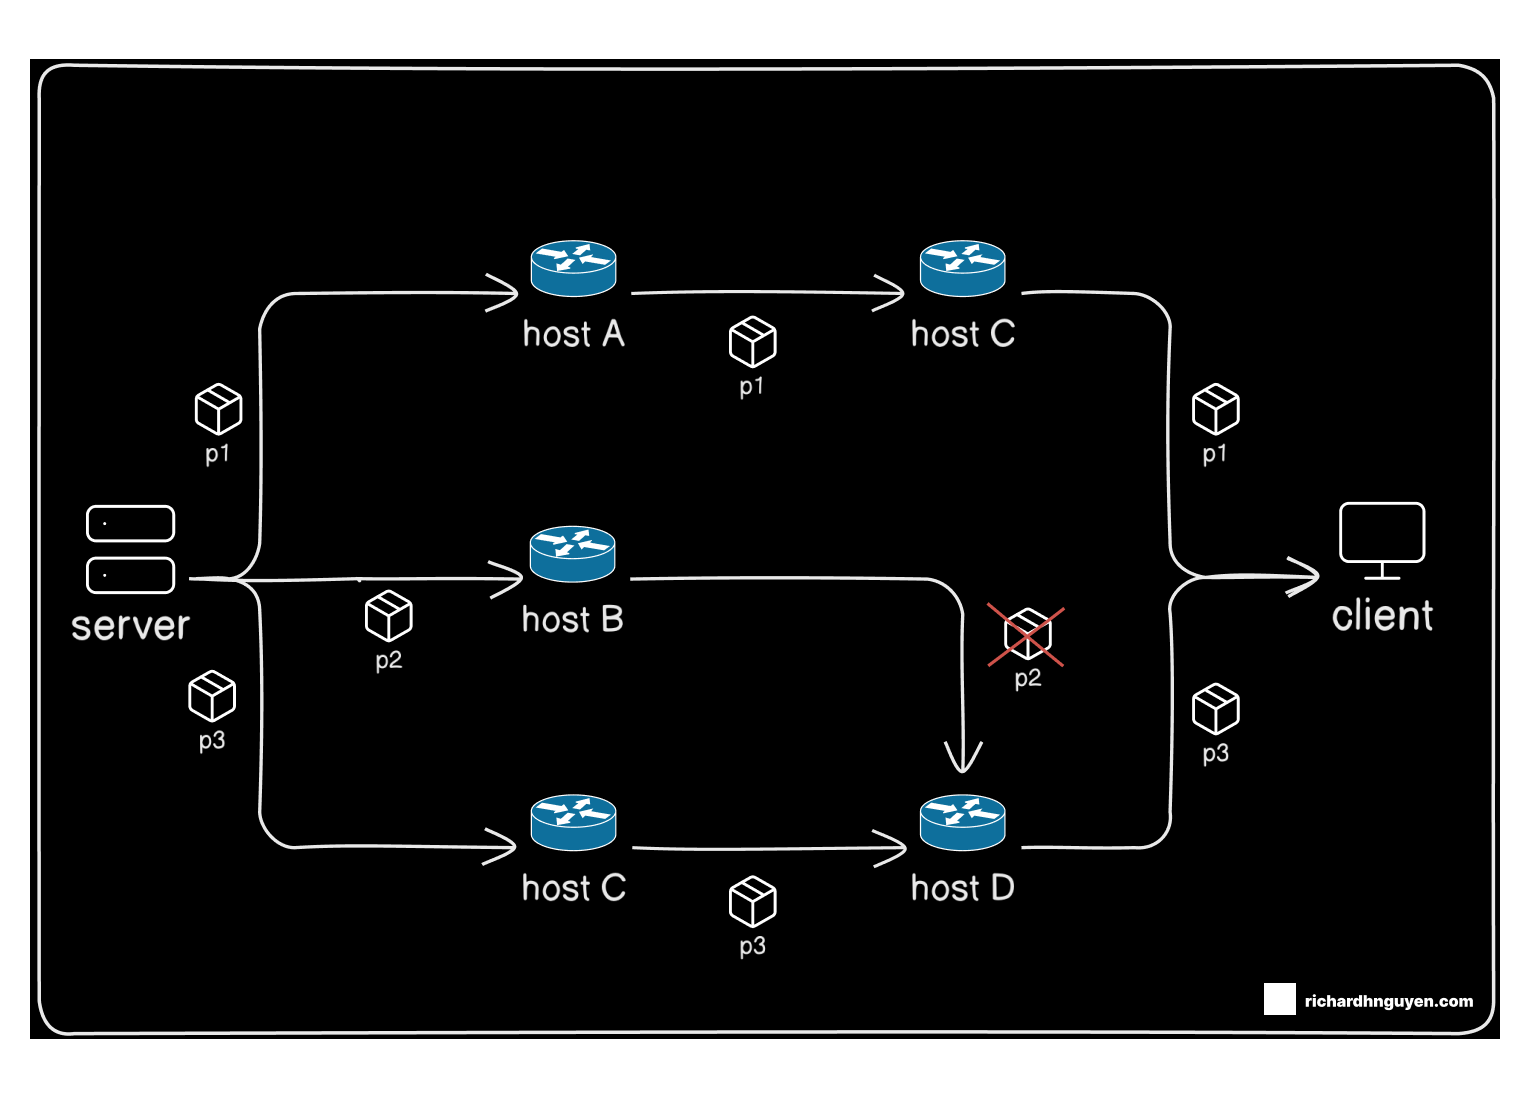 host A
host C
p1
p1
p1
host B
server
p2
p2
client
p3
p3
host C
host D
p3
richardhnguyen.com